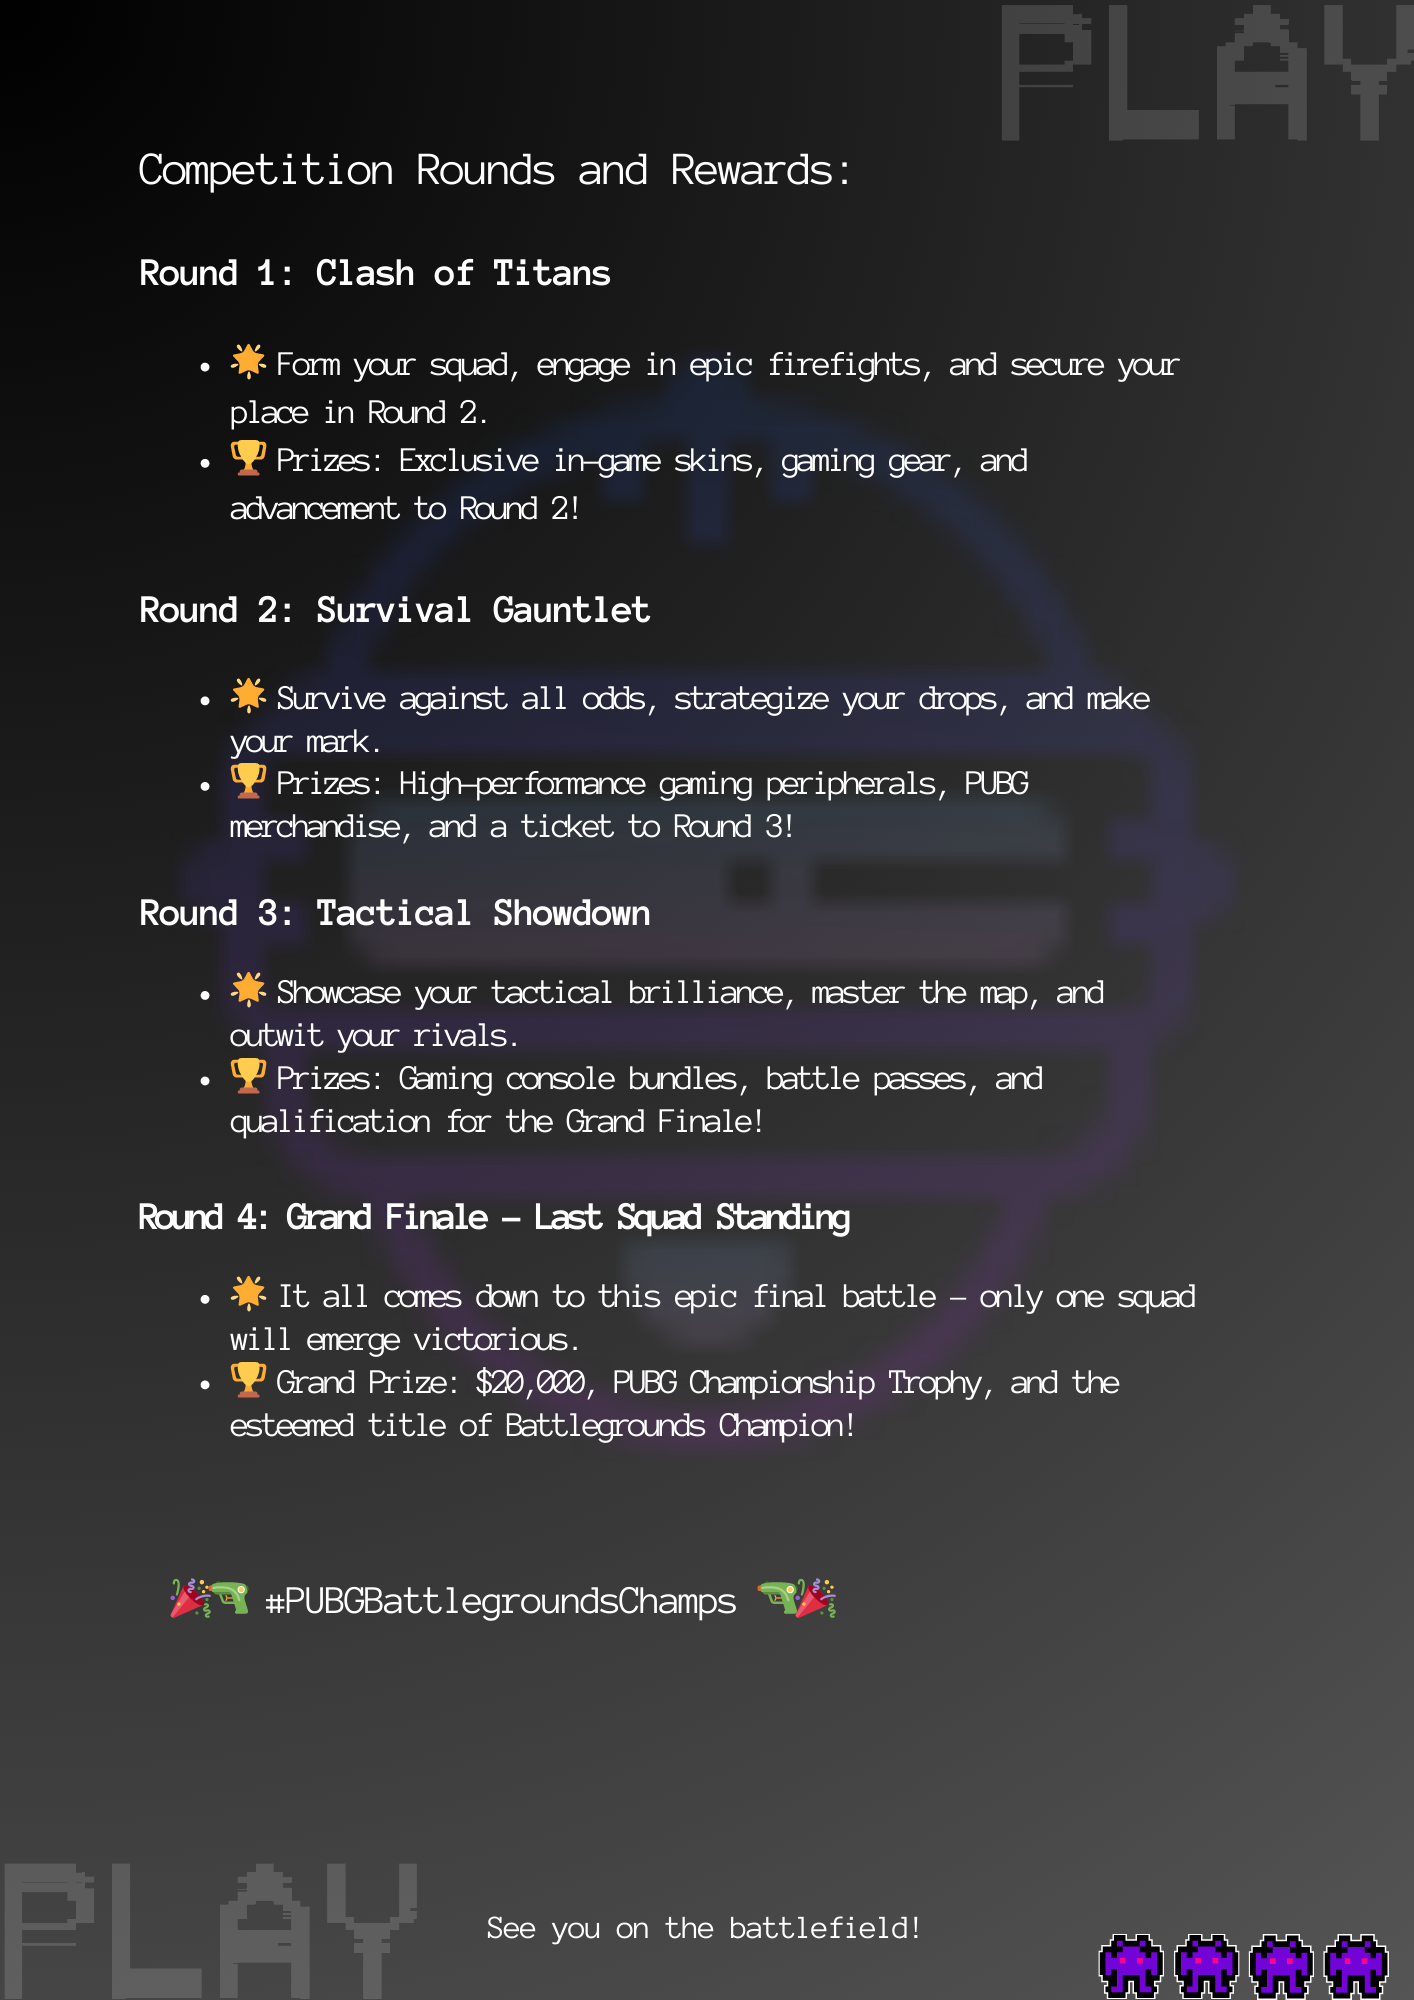 PLAY
Competition Rounds and Rewards:
Round 1: Clash of Titans
• 🌟 Form your squad, engage in epic firefights, and secure your
place in Round 2.
• 🏆 Prizes: Exclusive in-game skins, gaming gear, and
advancement to Round 2!
Round 2: Survival Gauntlet
• 🌟 Survive against all odds, strategize your drops, and make
your mark.
• 🏆 Prizes: High-performance gaming peripherals, PUBG
merchandise, and a ticket to Round 3!
Round 3: Tactical Showdown
• 🌟 Showcase your tactical brilliance, master the map, and
outwit your rivals.
• 🏆 Prizes: Gaming console bundles, battle passes, and
qualification for the Grand Finale!
Round 4: Grand Finale - Last Squad Standing
• 🌟 It all comes down to this epic final battle - only one squad
will emerge victorious.
• 🏆 Grand Prize: $20,000, PUBG Championship Trophy, and the
esteemed title of Battlegrounds Champion!
🎉🔫 #PUBGBattlegroundsChamps 🔫🎉
PLAY
See you on the battlefield!